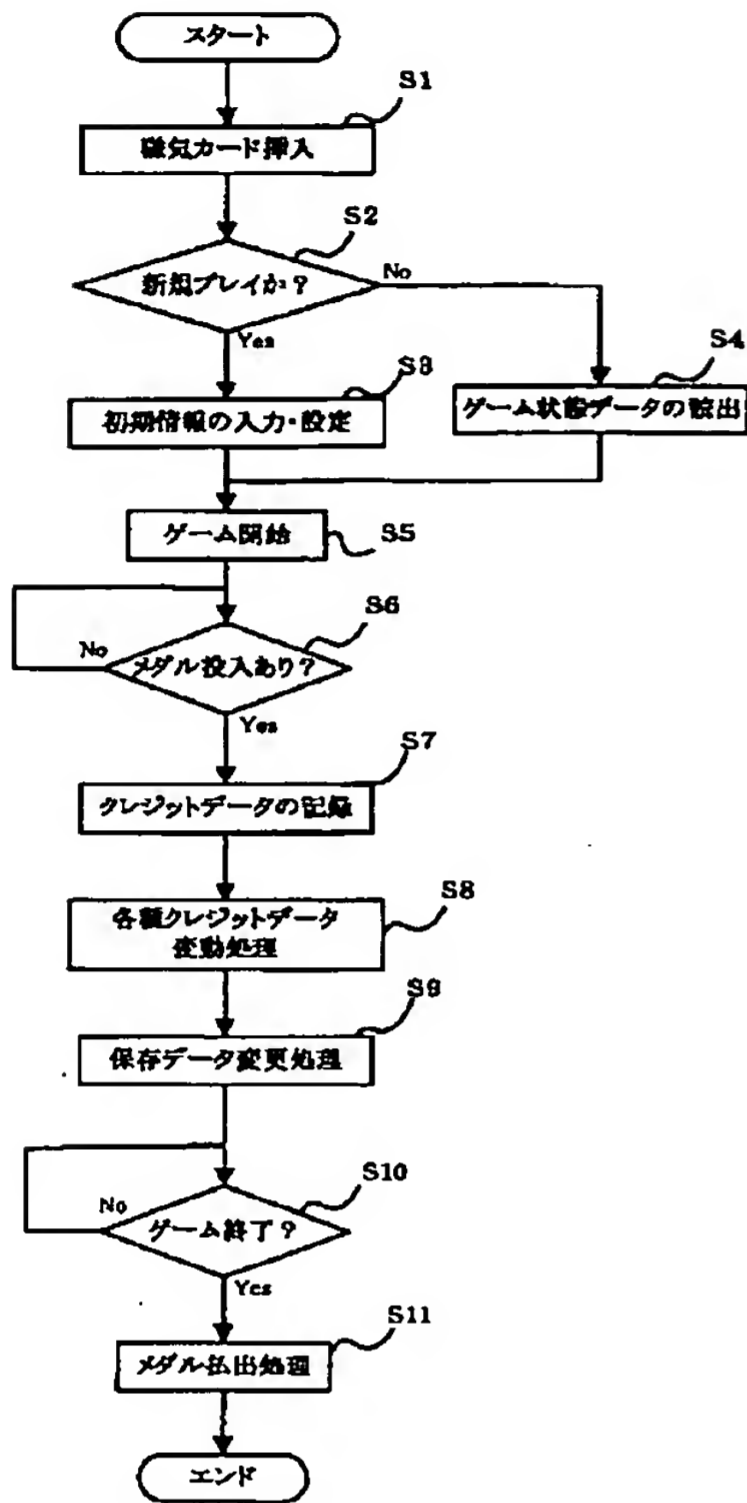 スタート
S1
磁気カード挿入
S2
新規プレイか？
No
Yes
S3
S4
初期情報の入力・設定
ゲーム状態データの読出
ゲーム開始
S5
S6
No
メダル投入あり？
Yes
S7
クレジットデータの記録
S8
各種クレジットデータ
変動処理
S9
保存データ変更処理
S10
No
ゲーム終了？
Yes
S11
メダル払出処理
エンド